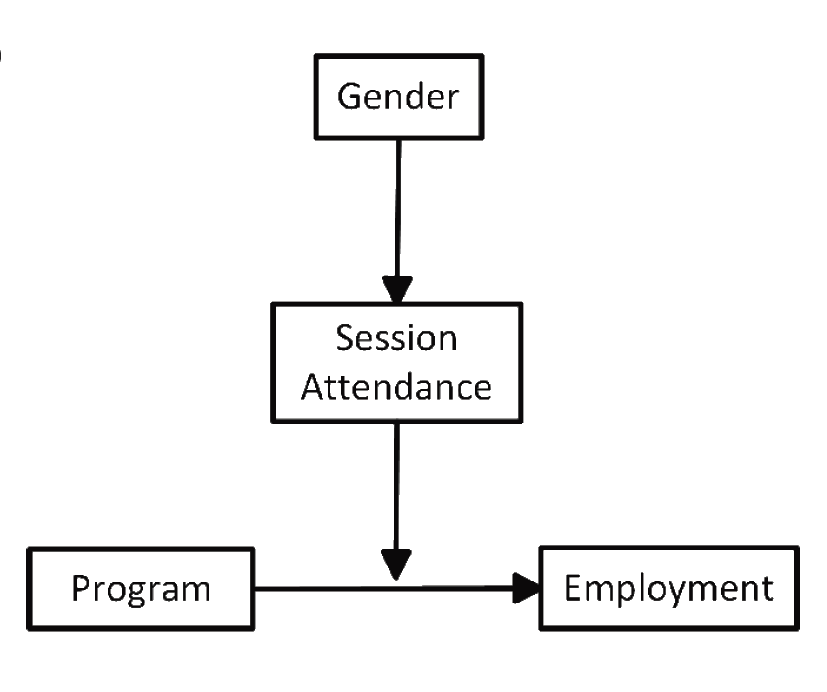 )
Gender
Session
Attendance
Program
Employment